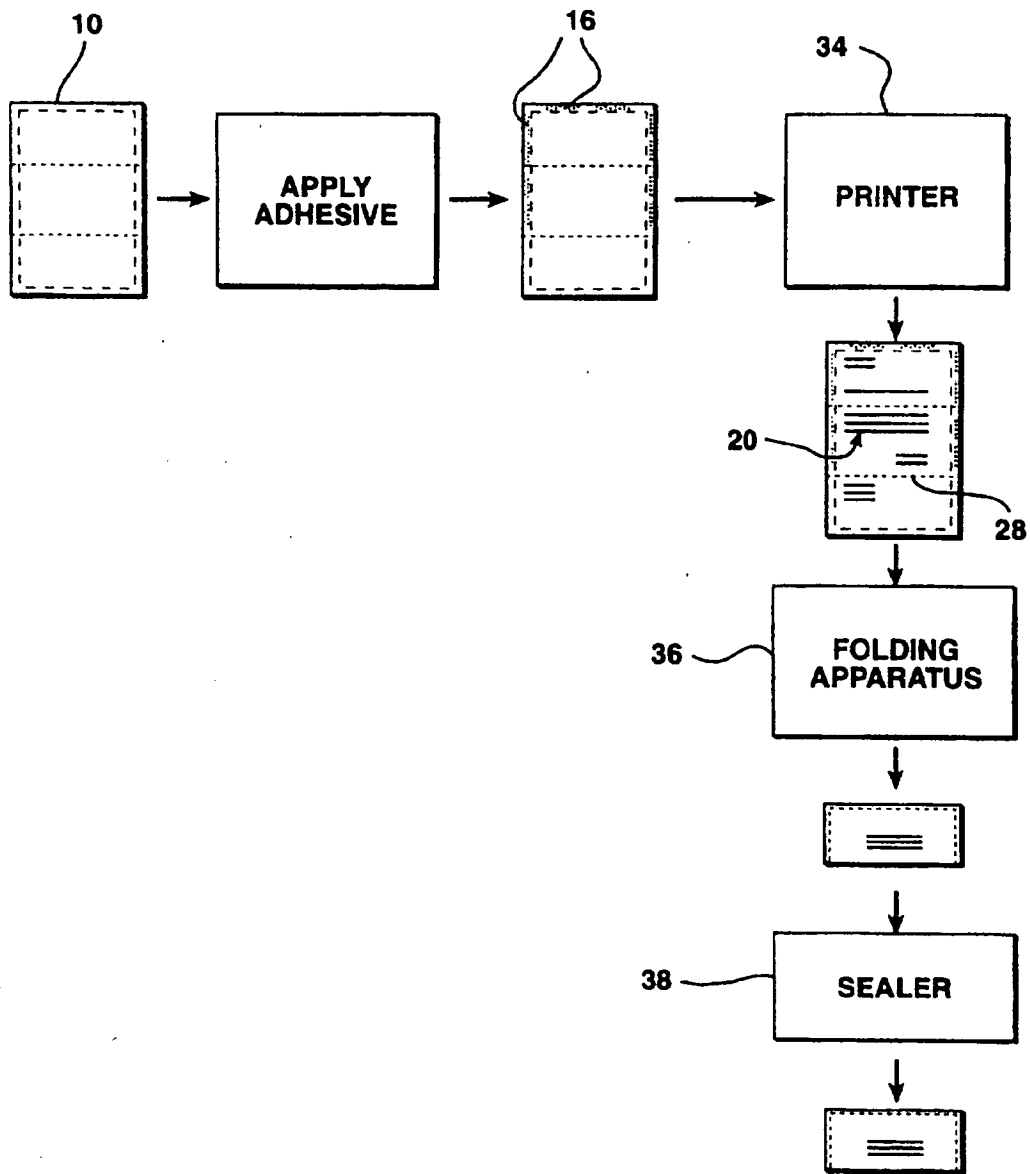 10
16
34
APPLY
ADHESIVE
PRINTER
20
28
36
FOLDING
APPARATUS
38
SEALER